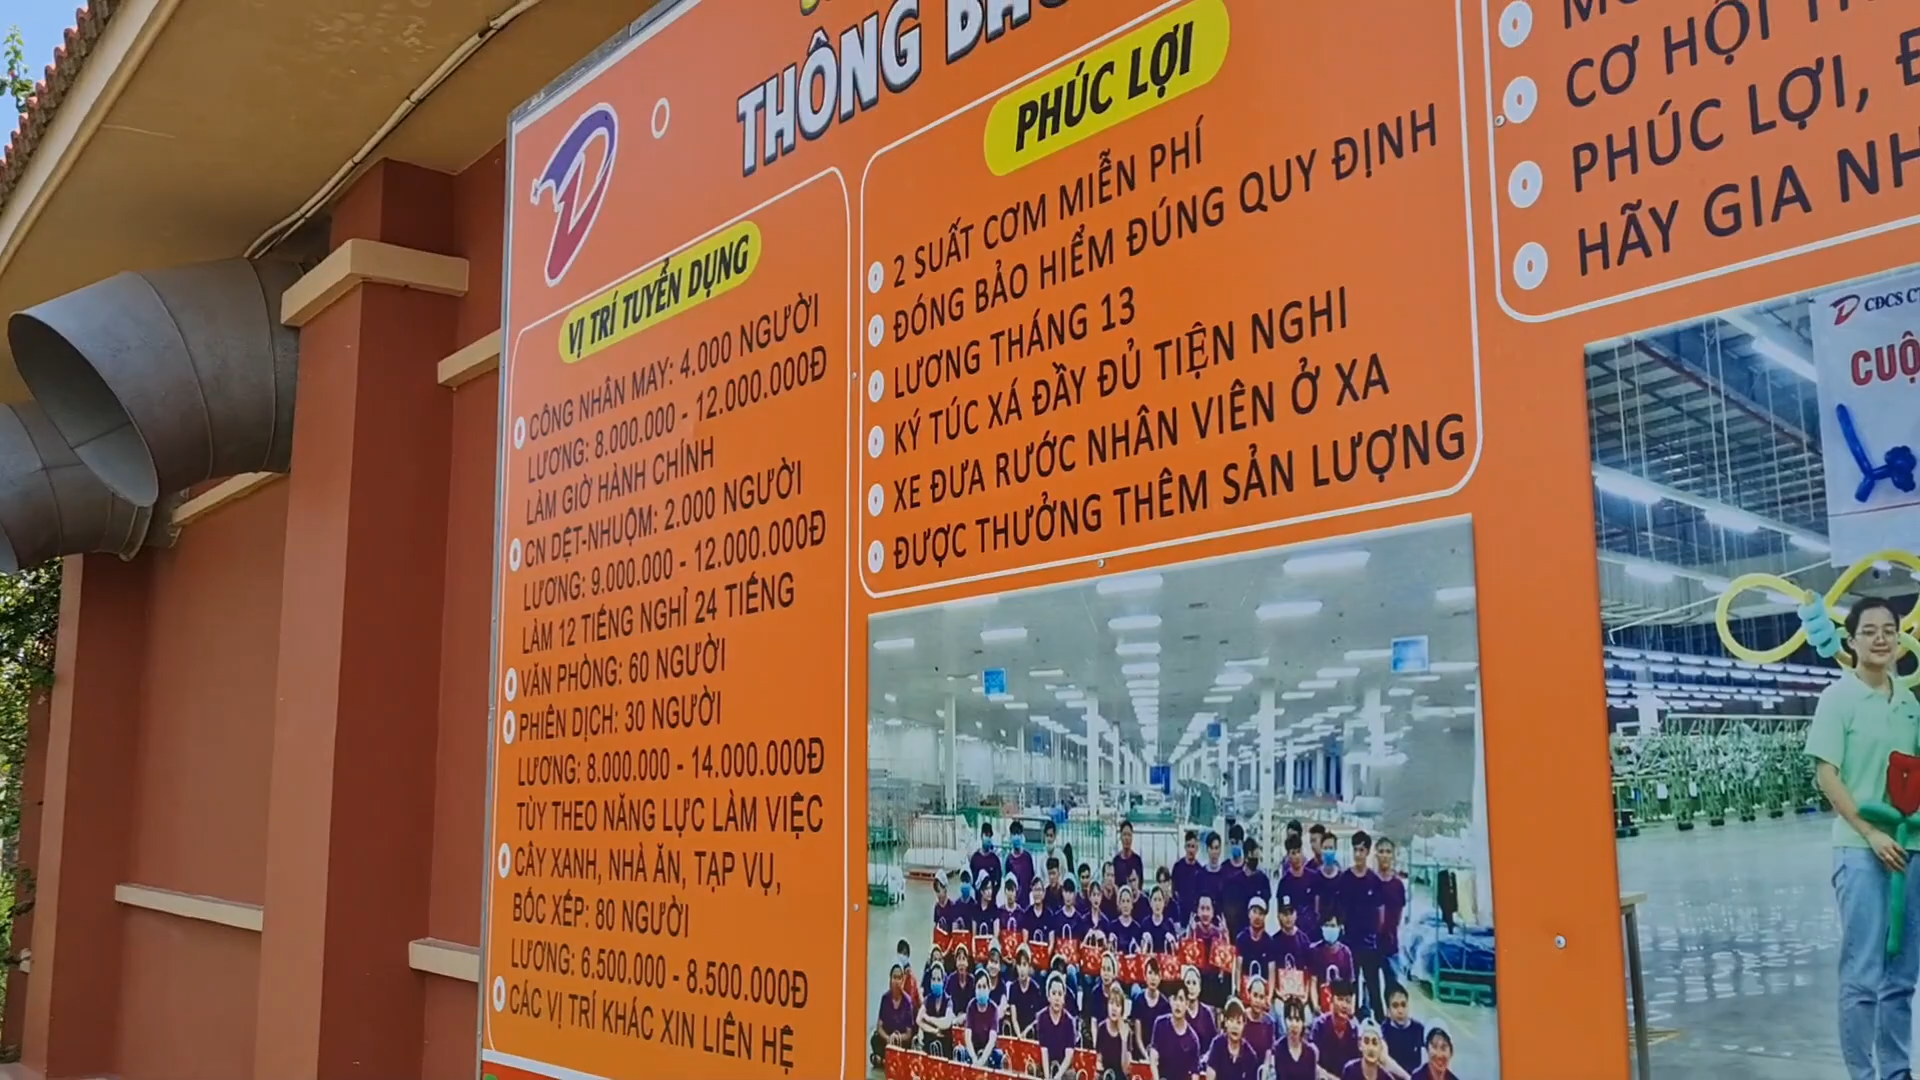 THÔNG
VỊ TRÍ TUYỂN DỤNG
CÔNG NHÂN MAY: 4.000 NGƯỜI
LƯƠNG: 8.000.000 - 12.000.000Đ
LÀM GIỜ HÀNH CHÍNH
CN DỆT-NHUỘM: 2.000 NGƯỜI
LƯƠNG: 9.000.000 - 12.000.000Đ
LÀM 12 TIẾNG NGHỈ 24 TIẾNG
VĂN PHÒNG: 60 NGƯỜI
PHIÊN DỊCH: 30 NGƯỜI
LƯƠNG: 8.000.000 - 14.000.000Đ
TÙY THEO NĂNG LỰC LÀM VIỆC
CÂY XANH, NHÀ ĂN, TẠP VỤ,
BỐC XẾP: 80 NGƯỜI
LƯƠNG: 6.500.000 - 8.500.000Đ
CÁC VỊ TRÍ KHÁC XIN LIÊN HỆ
PHÚC LỢI
2 SUẤT CƠM MIỄN PHÍ
ĐÓNG BẢO HIỂM ĐÚNG QUY ĐỊNH
LƯƠNG THÁNG 13
KÝ TÚC XÁ ĐẦY ĐỦ TIỆN NGHI
XE ĐƯA RƯỚC NHÂN VIÊN Ở XA
ĐƯỢC THƯỞNG THÊM SẢN LƯỢNG
CƠ HỘI
PHÚC LỢI,
HÃY GIA
CĐCS
CUỘ